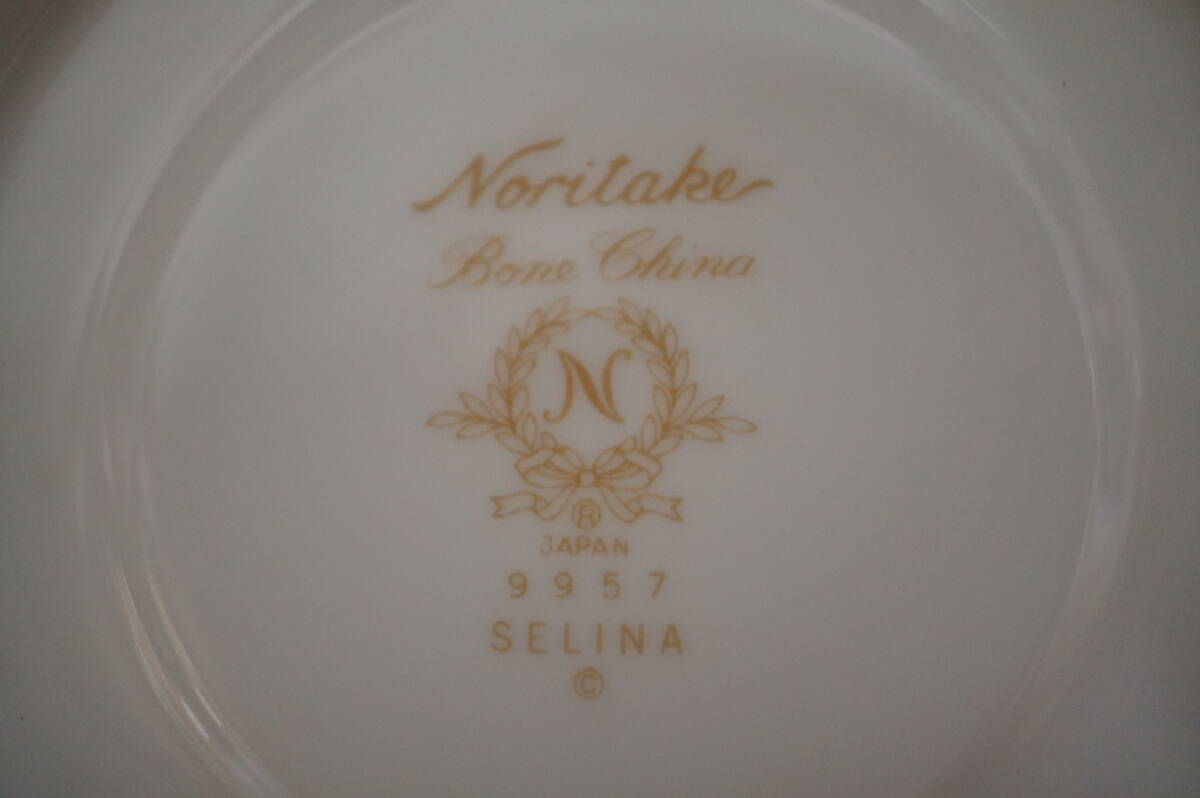 Noritake
Bone China
N
®
JAPAN
9957
SELINA
©